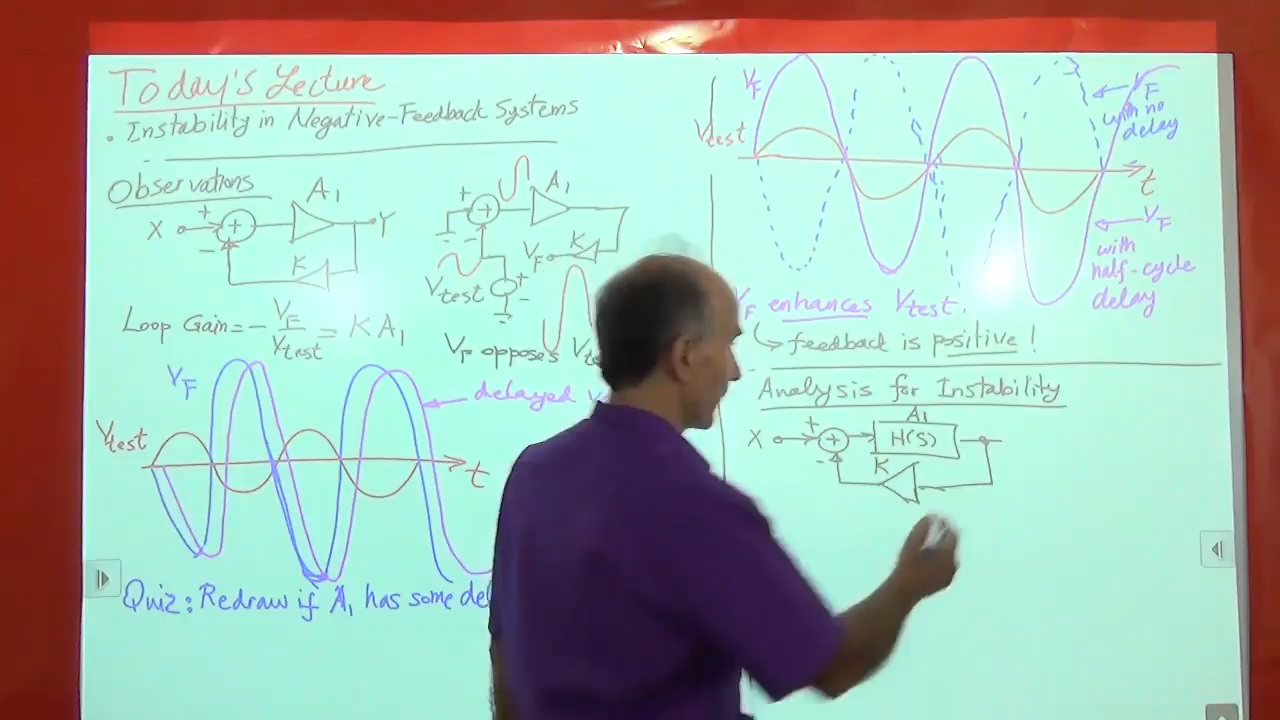 Today's Lecture
• Instability in Negative-Feedback Systems
Observations
X + + − A1 K Y
+ + − A1 K VF
Vtest + −
Loop Gain = − VF / Vtest = K A1
VF opposes
VF
delayed
Vtest
t
Quiz: Redraw if A1 has some
VF
Vtest
VF
with no
delay
t
VF
with
half-cycle
delay
VF enhances Vtest.
↳ feedback is positive !
Analysis for Instability
A1
X + + − H(S)
K